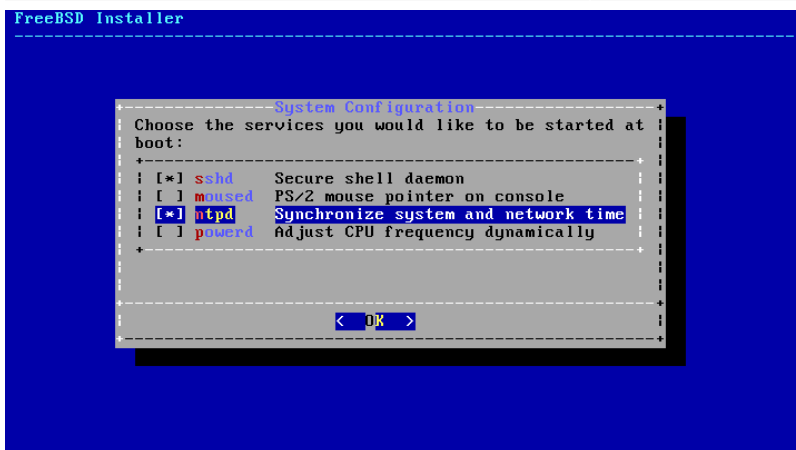 FreeBSD Installer
System Configuration
Choose the services you would like to be started at
boot:
[*] sshd Secure shell daemon
[ ] moused PS/2 mouse pointer on console
[*] ntpd Synchronize system and network time
[ ] powerd Adjust CPU frequency dynamically
< OK >